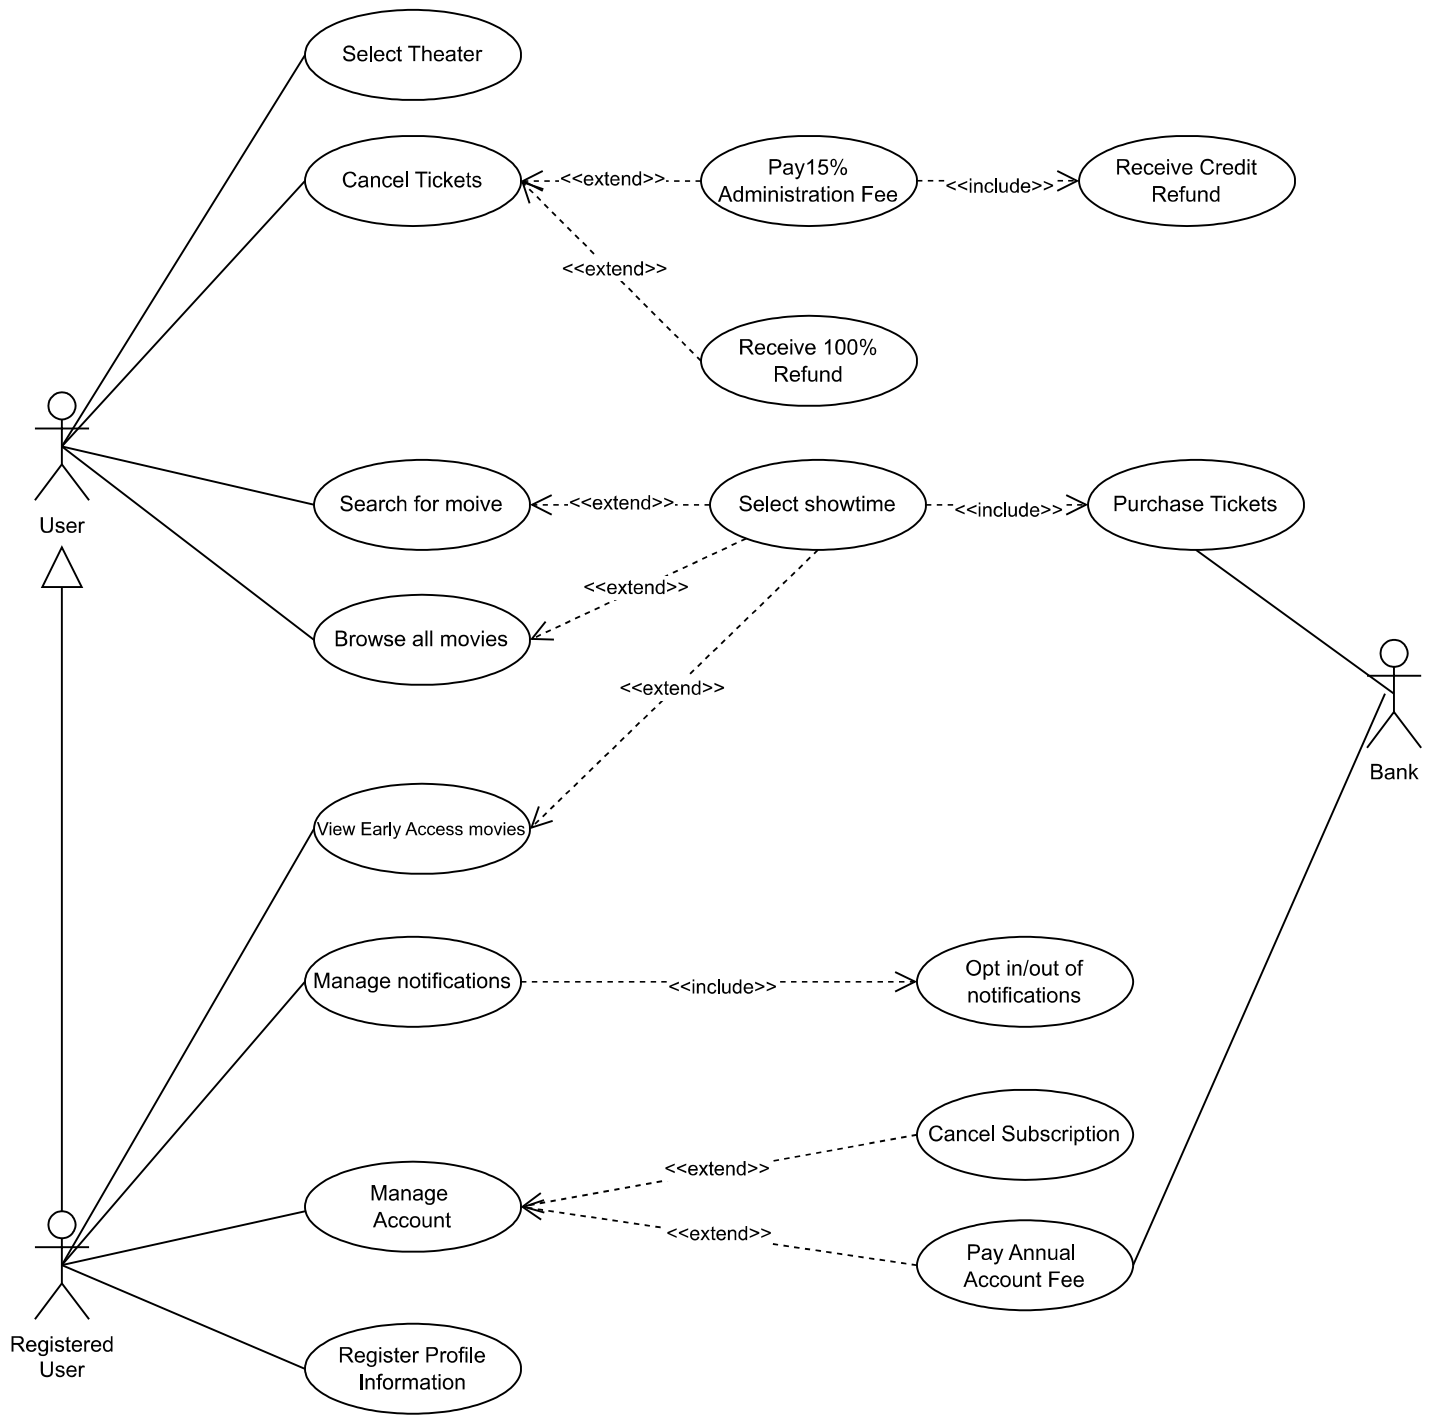 Select Theater
Cancel Tickets
<<extend>>
Pay15%
Administration Fee
<<include>>
Receive Credit
Refund
<<extend>>
Receive 100%
Refund
User
Search for moive
<<extend>>
Select showtime
<<include>>
Purchase Tickets
<<extend>>
Browse all movies
<<extend>>
Bank
View Early Access movies
Manage notifications
<<include>>
Opt in/out of
notifications
Cancel Subscription
<<extend>>
Manage
Account
<<extend>>
Pay Annual
Account Fee
Registered
User
Register Profile
Information